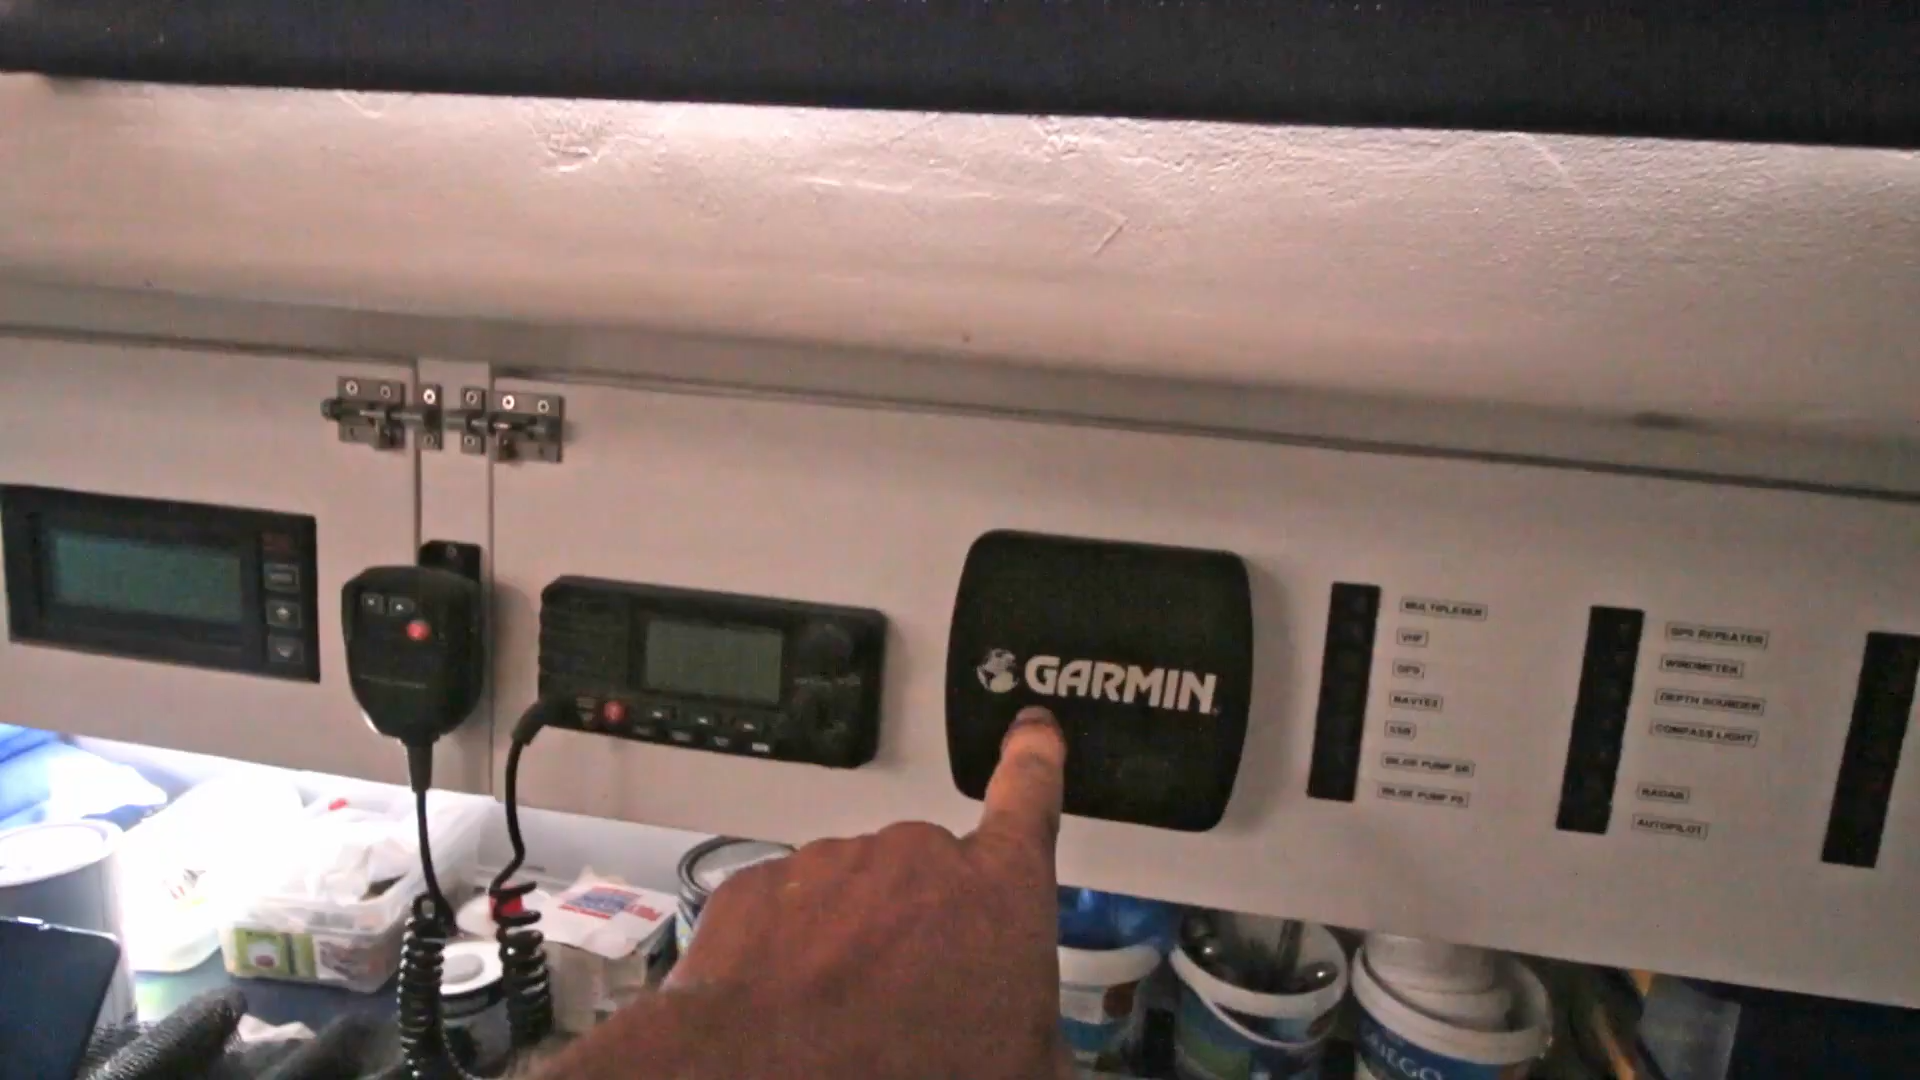 GARMIN
MULTIPLEXER
VHF
GPS
NAVTEX
SSB
BILGE PUMP SB
BILGE PUMP PS
GPS REPEATER
WINDMETER
DEPTH SOUNDER
COMPASS LIGHT
RADAR
AUTOPILOT